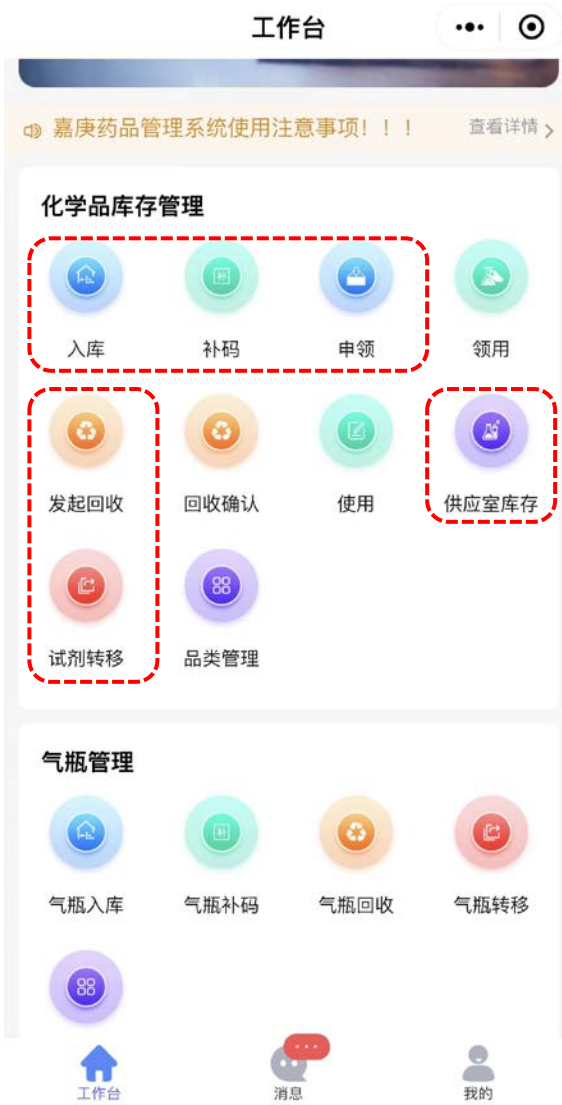 工作台
嘉庚药品管理系统使用注意事项！！！ 查看详情
化学品库存管理
入库 补码 申领 领用
发起回收 回收确认 使用 供应室库存
试剂转移 品类管理
气瓶管理
气瓶入库 气瓶补码 气瓶回收 气瓶转移
工作台 消息 我的